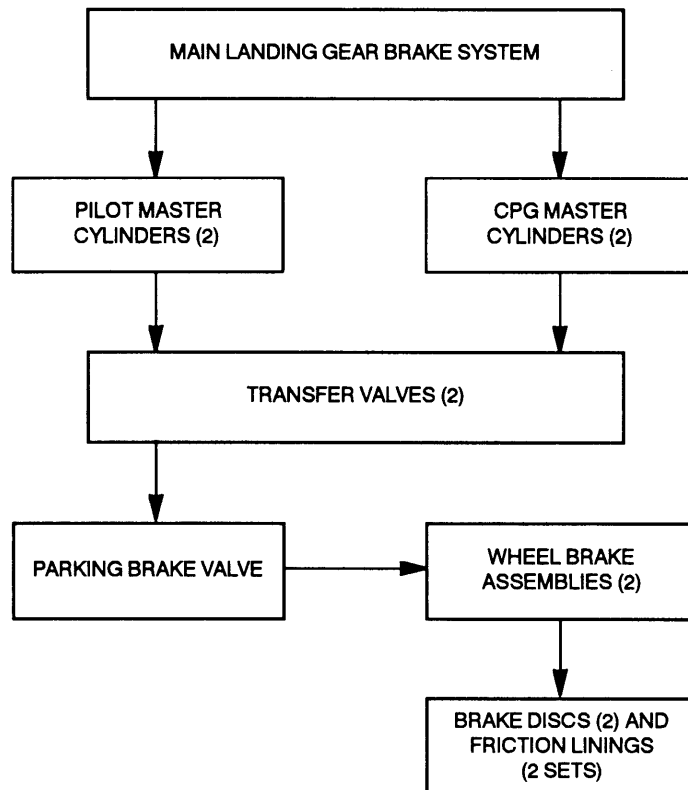 MAIN LANDING GEAR BRAKE SYSTEM
PILOT MASTER
CYLINDERS (2)
CPG MASTER
CYLINDERS (2)
TRANSFER VALVES (2)
PARKING BRAKE VALVE
WHEEL BRAKE
ASSEMBLIES (2)
BRAKE DISCS (2) AND
FRICTION LININGS
(2 SETS)